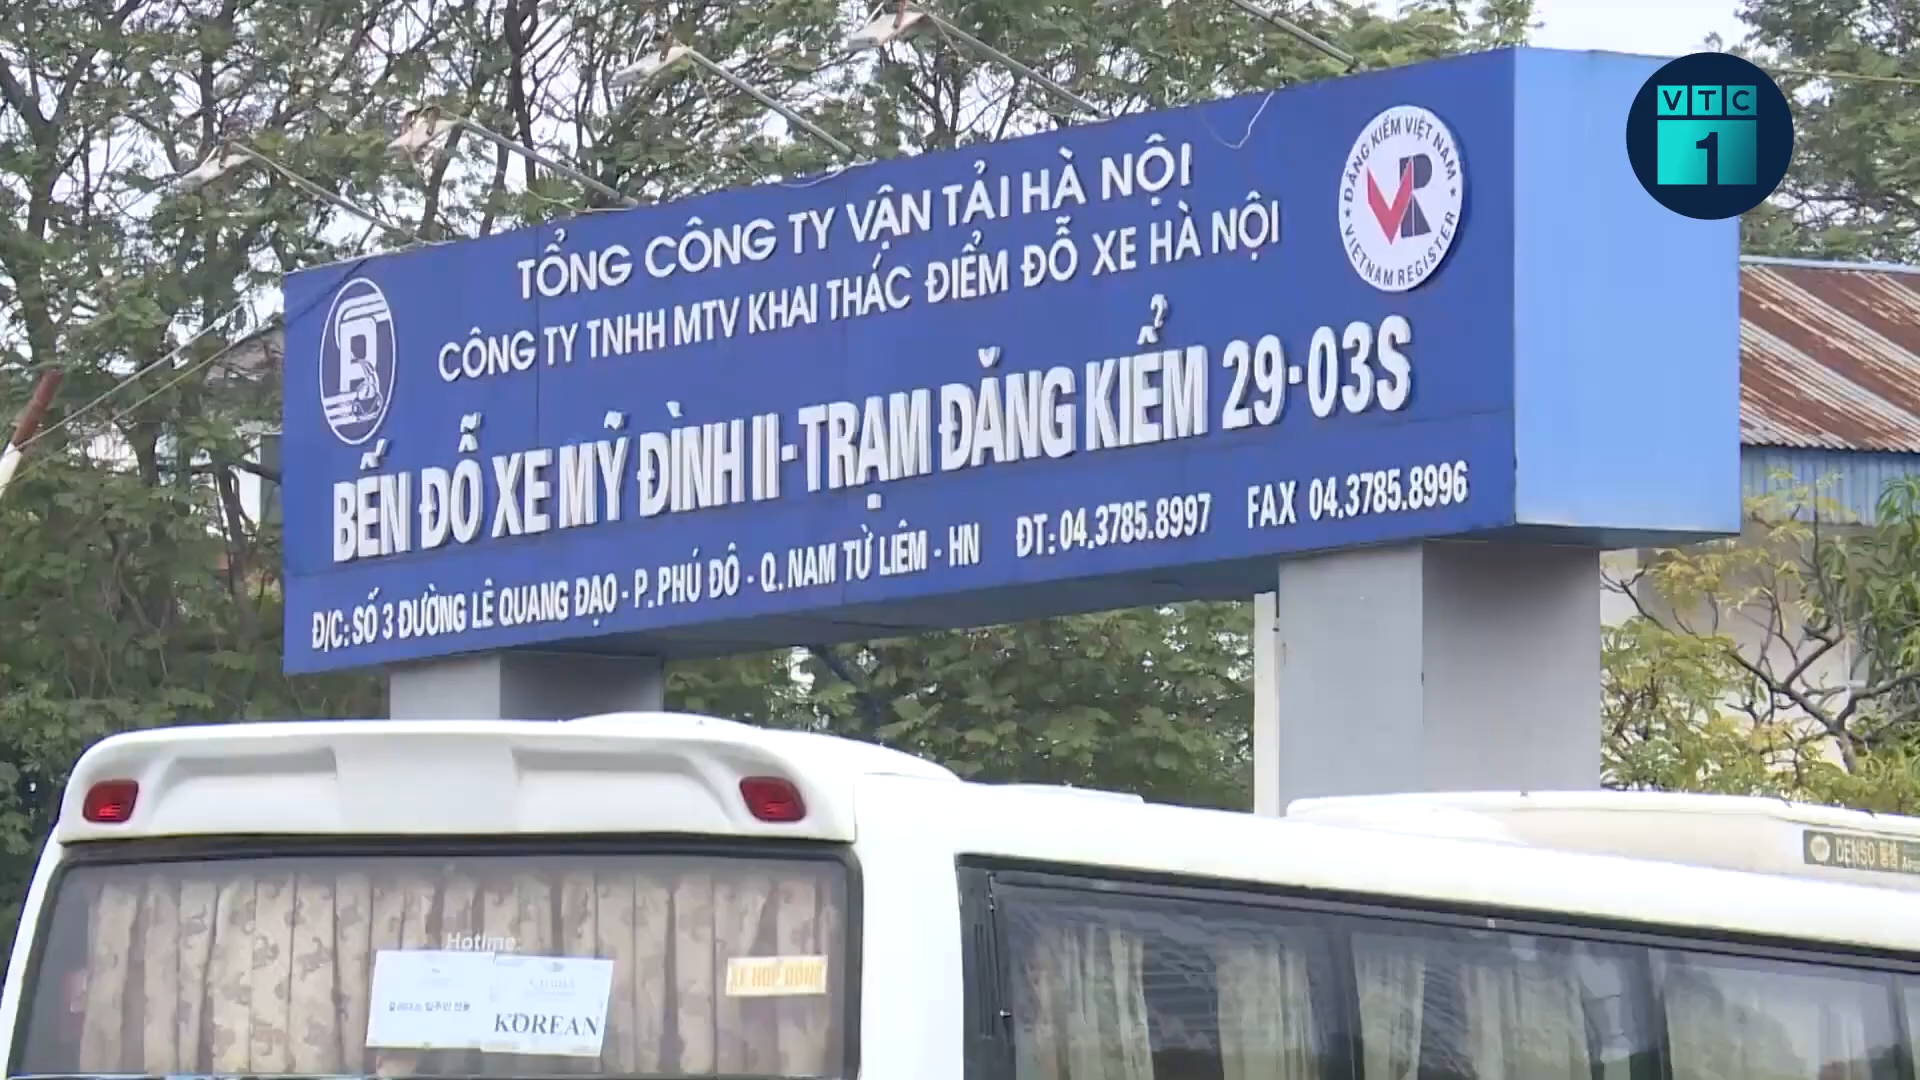 VTC
1
TỔNG CÔNG TY VẬN TẢI HÀ NỘI
CÔNG TY TNHH MTV KHAI THÁC ĐIỂM ĐỖ XE HÀ NỘI
ĐĂNG KIỂM VIỆT NAM
VR
VIETNAM REGISTER
BẾN ĐỖ XE MỸ ĐÌNH II-TRẠM ĐĂNG KIỂM 29-03S
Đ/C: SỐ 3 ĐƯỜNG LÊ QUANG ĐẠO - P. PHÚ ĐÔ - Q. NAM TỪ LIÊM - HN ĐT: 04.3785.8997 FAX 04.3785.8996
DENSO
Hotline:
XE HỢP ĐỒNG
KOREAN